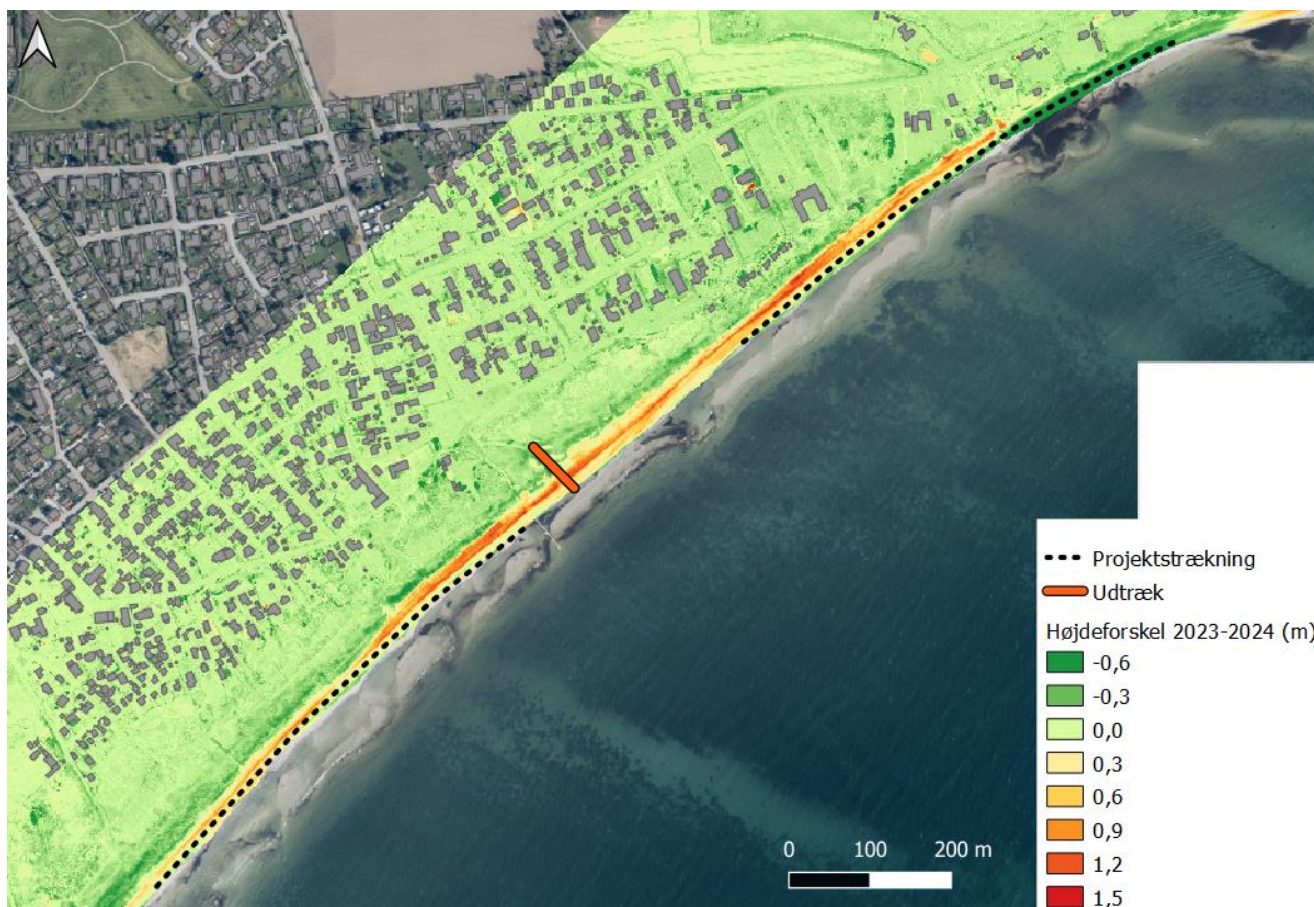 Projektstrækning
Udtræk
Højdeforskel 2023-2024 (m)
-0,6
-0,3
0,0
0,3
0,6
0,9
1,2
1,5
0 100 200 m